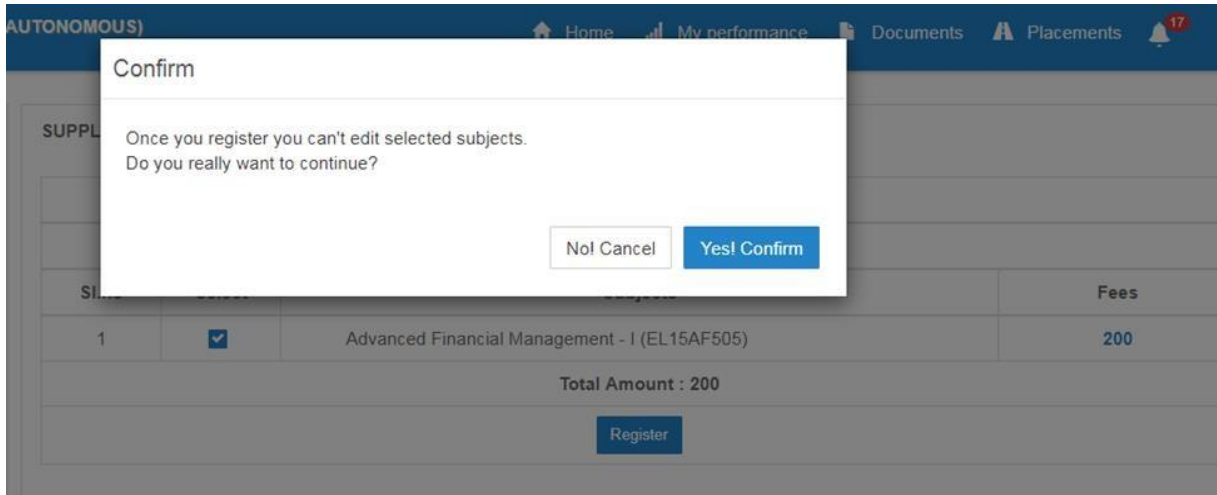 AUTONOMOUS)
Home My performance Documents Placements 17
Confirm
SUPPL
Once you register you can't edit selected subjects.
Do you really want to continue?
No! Cancel Yes! Confirm
Fees
1 Advanced Financial Management - I (EL15AF505) 200
Total Amount : 200
Register